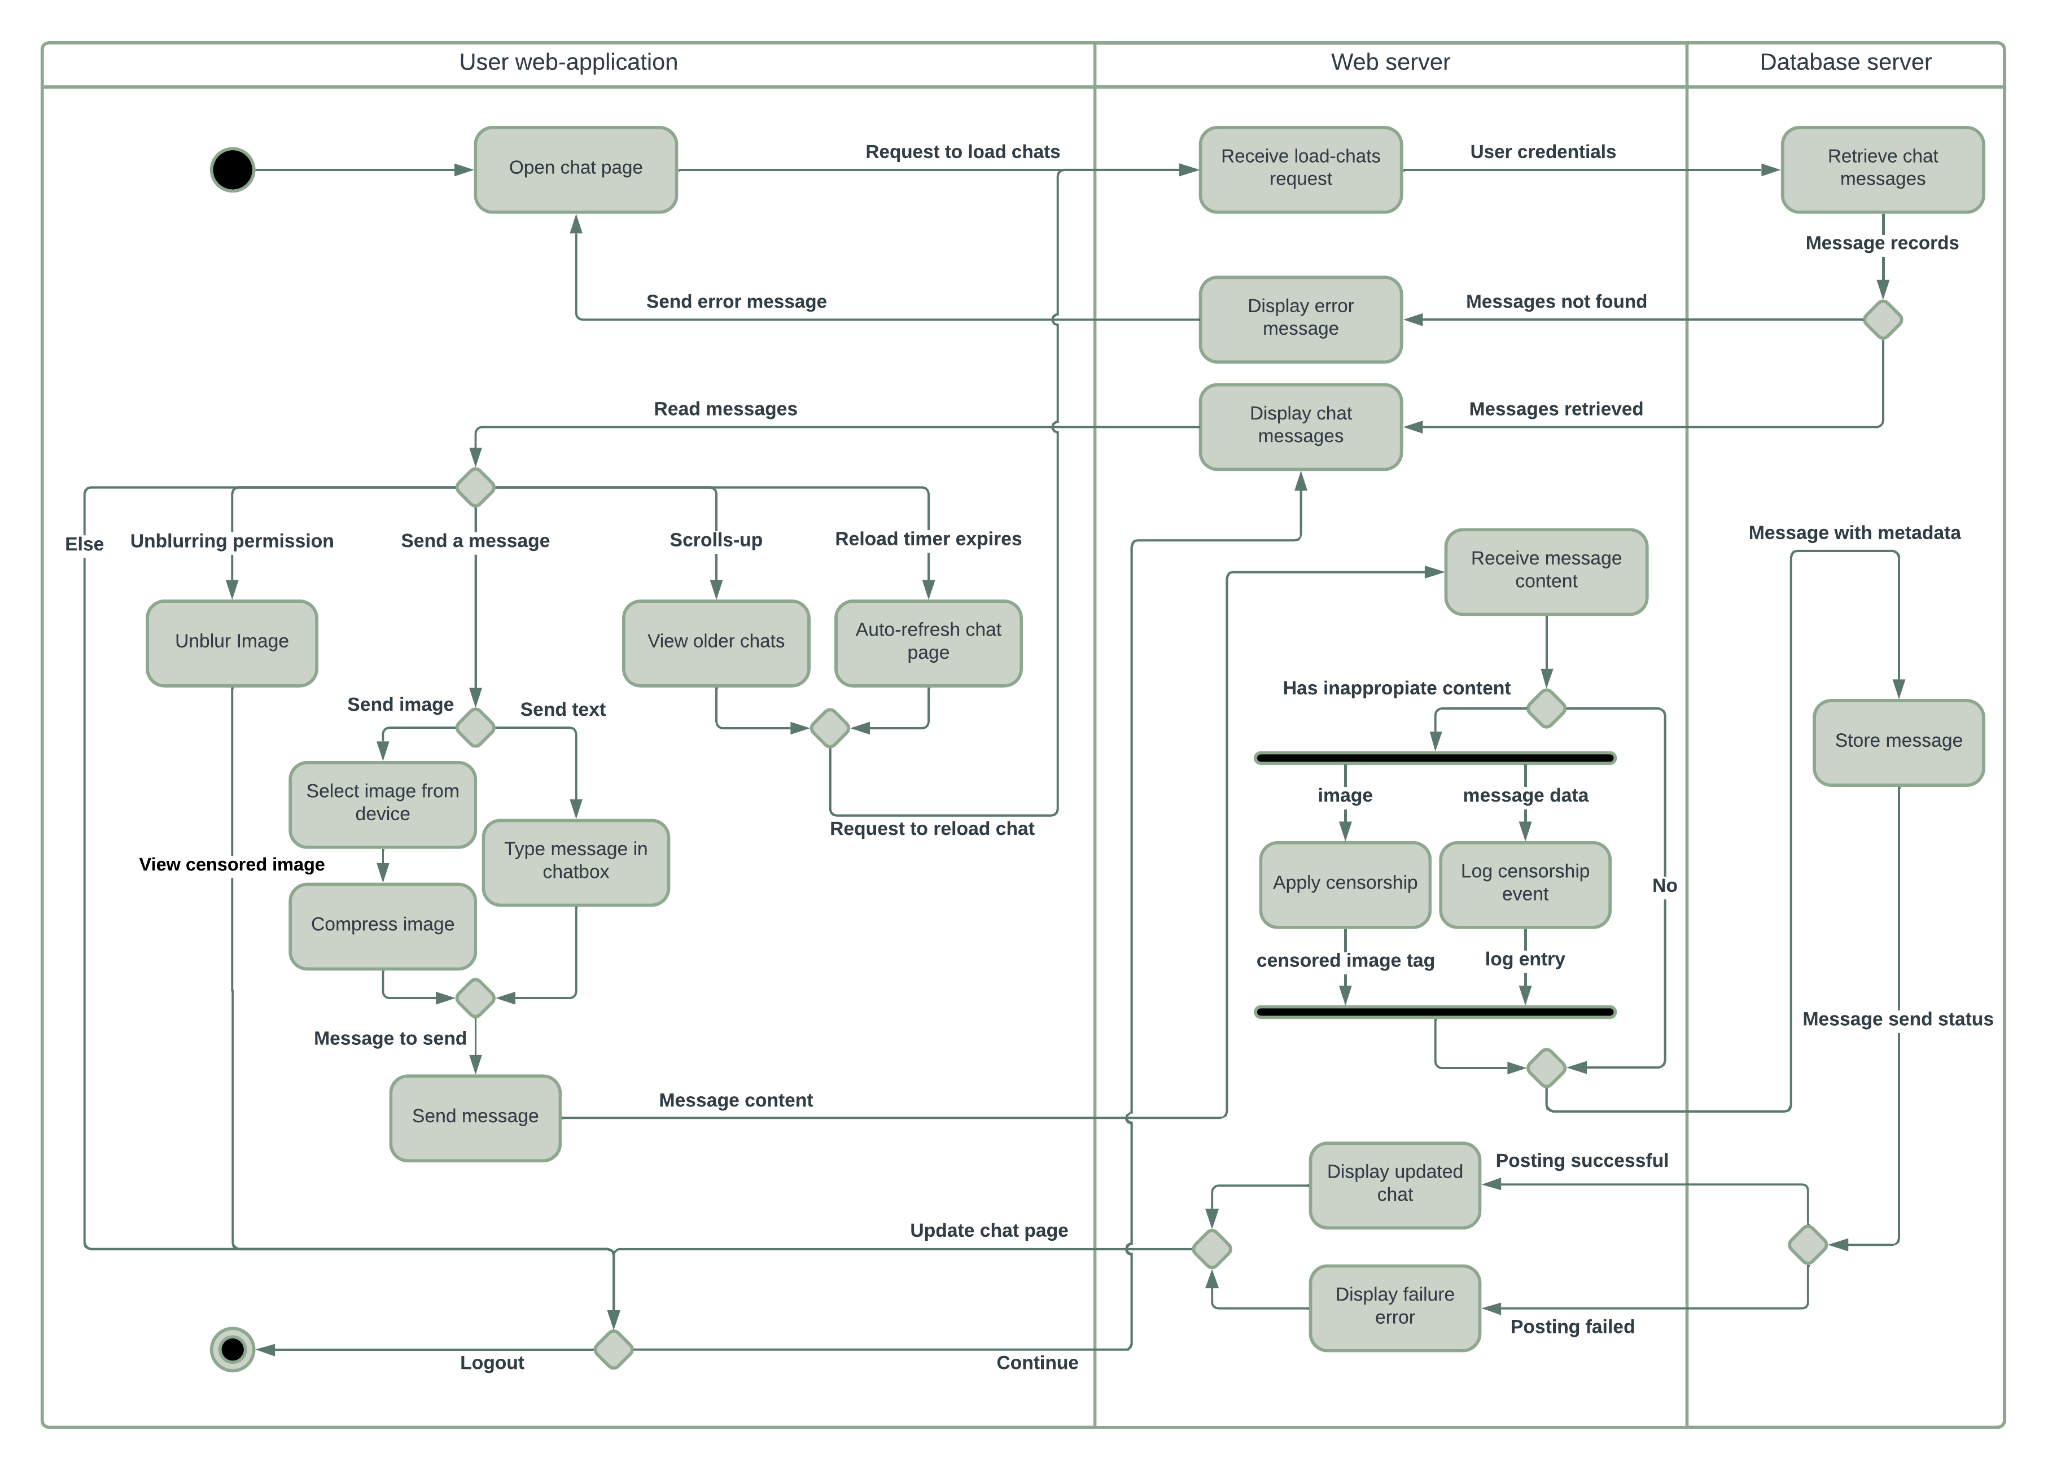 User web-application
Web server
Database server
Open chat page
Request to load chats
Receive load-chats
request
User credentials
Retrieve chat
messages
Message records
Send error message
Display error
message
Messages not found
Read messages
Display chat
messages
Messages retrieved
Else
Unblurring permission
Send a message
Scrolls-up
Reload timer expires
Receive message
content
Message with metadata
Unblur Image
View older chats
Auto-refresh chat
page
Has inappropiate content
Send image
Send text
Store message
Select image from
device
image
message data
Request to reload chat
Type message in
chatbox
View censored image
Apply censorship
Log censorship
event
No
Compress image
censored image tag
log entry
Message send status
Message to send
Send message
Message content
Display updated
chat
Posting successful
Update chat page
Display failure
error
Posting failed
Logout
Continue